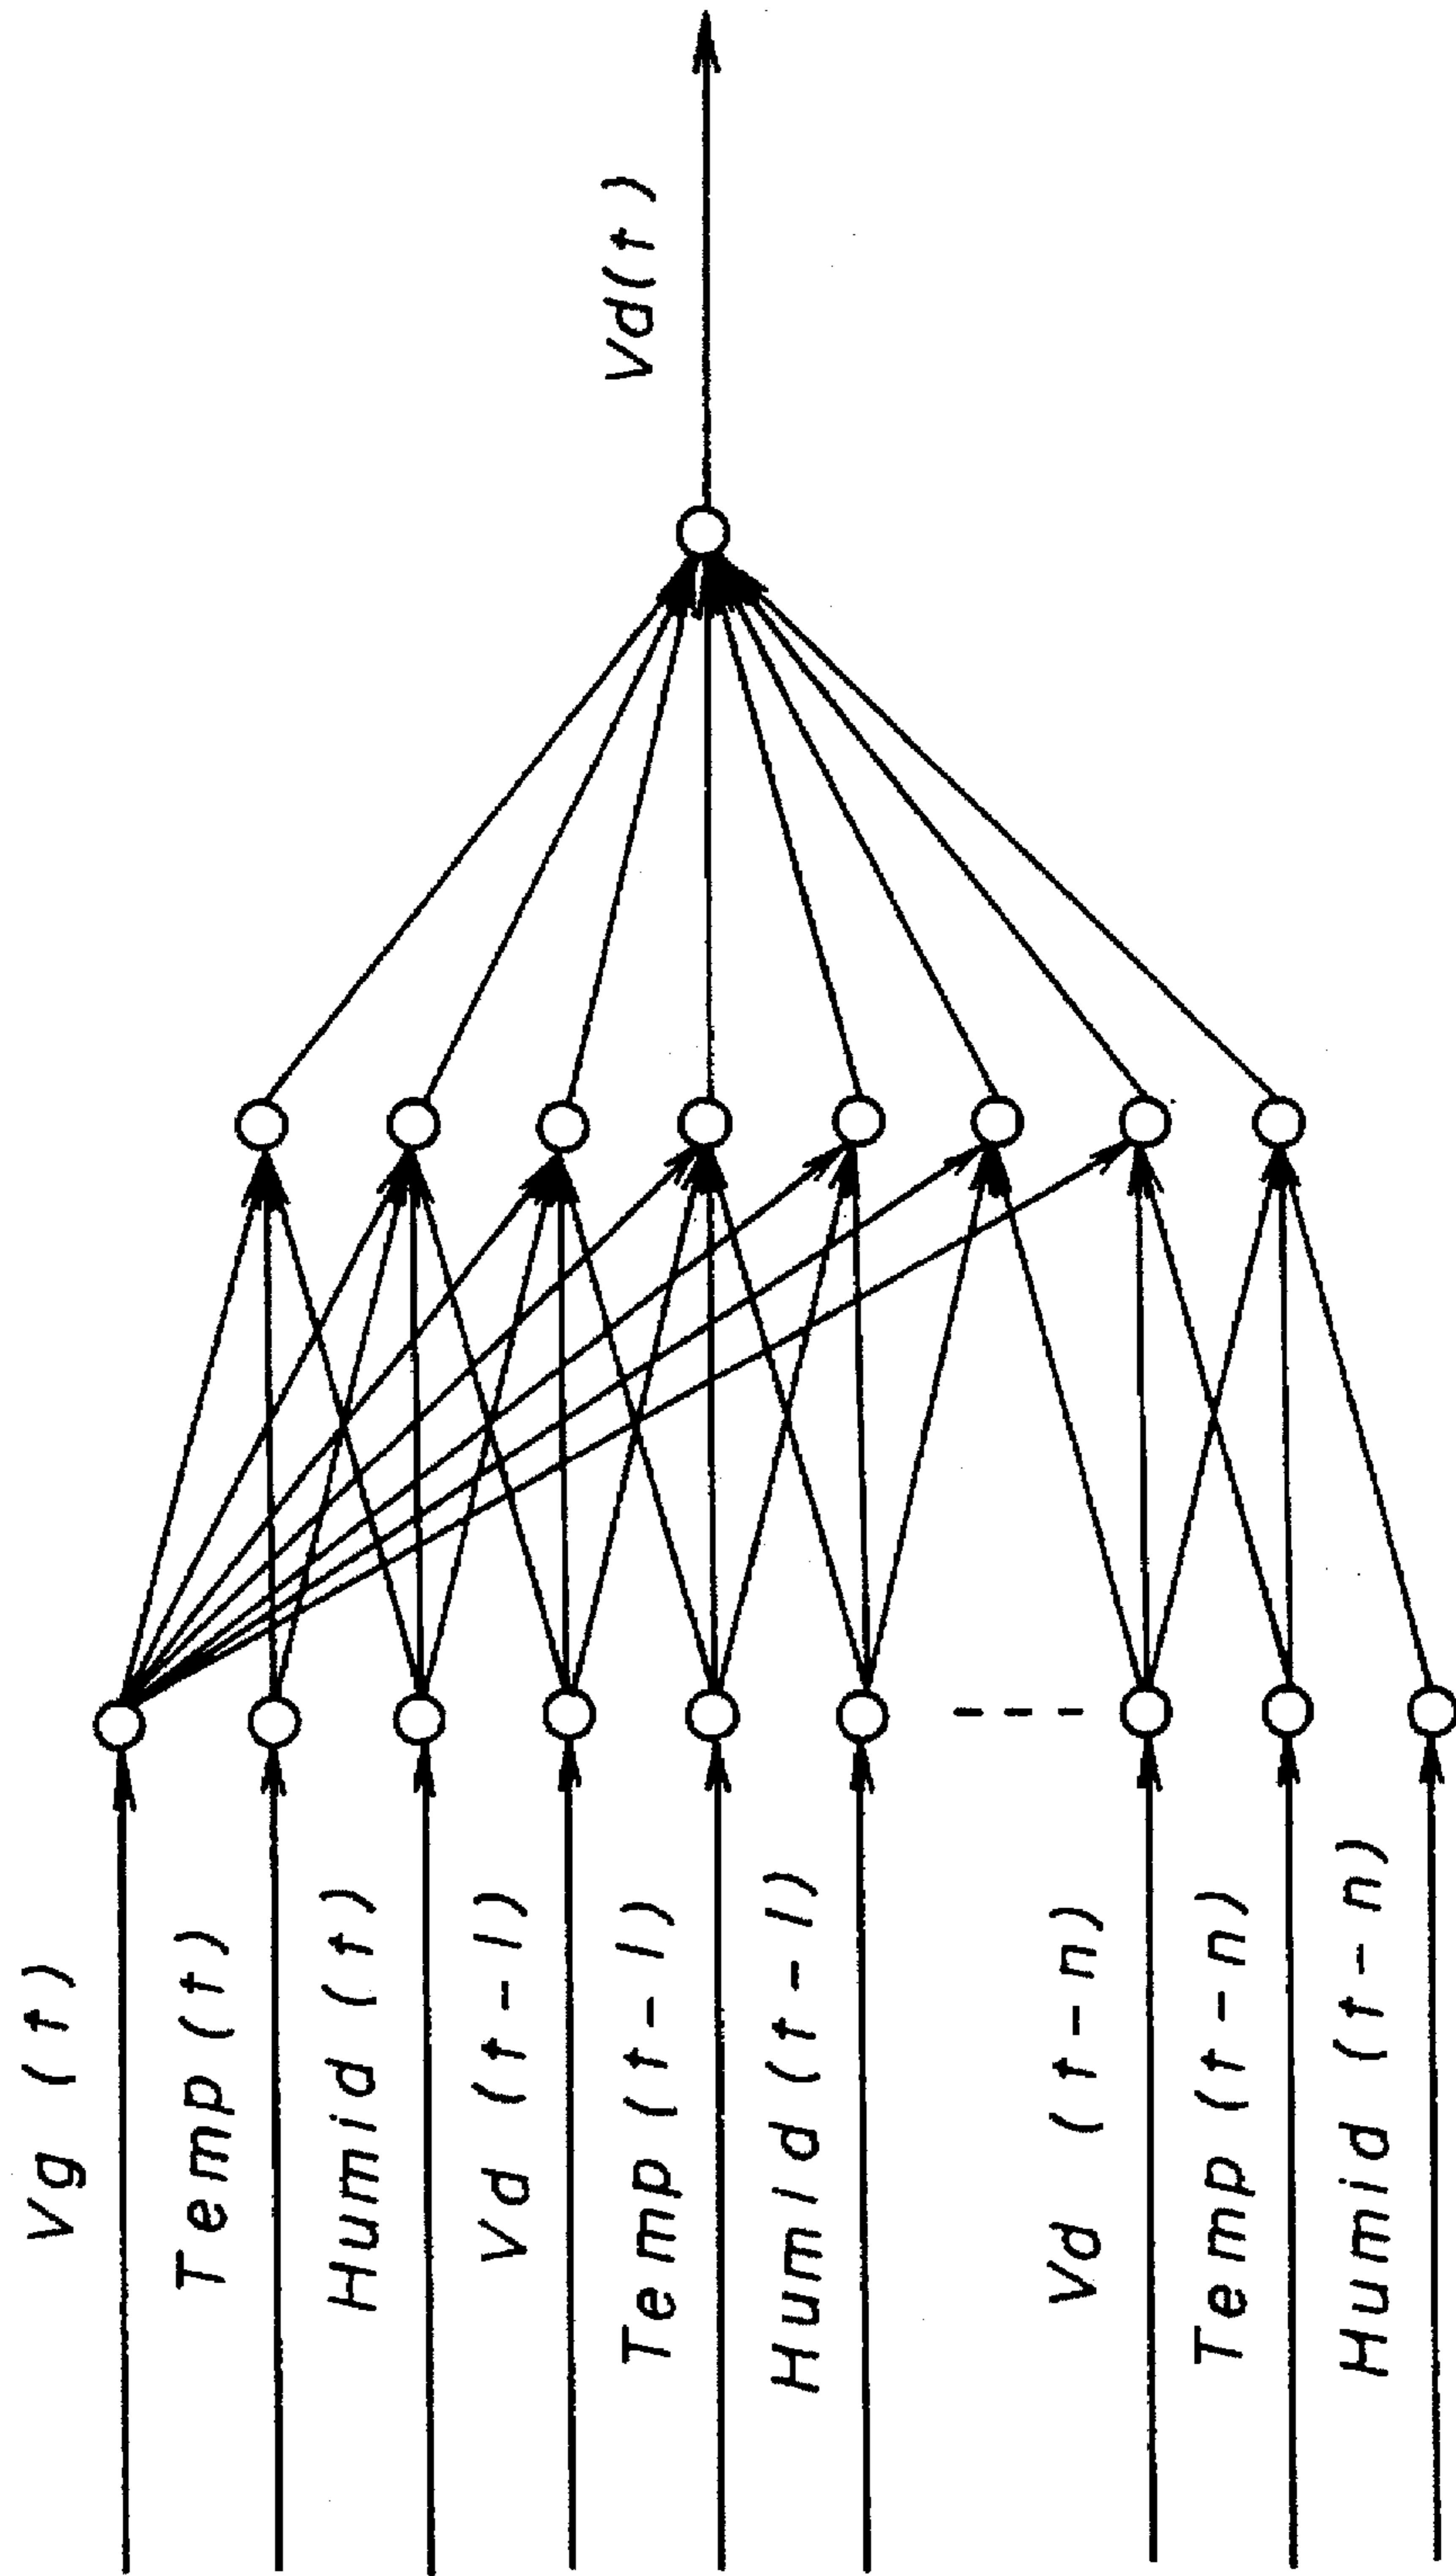 Vg (t)
Temp (t)
Humid (t)
Vd (t-1)
Temp (t-1)
Humid (t-1)
Vd (t-n)
Temp (t-n)
Humid (t-n)
Vd(t)